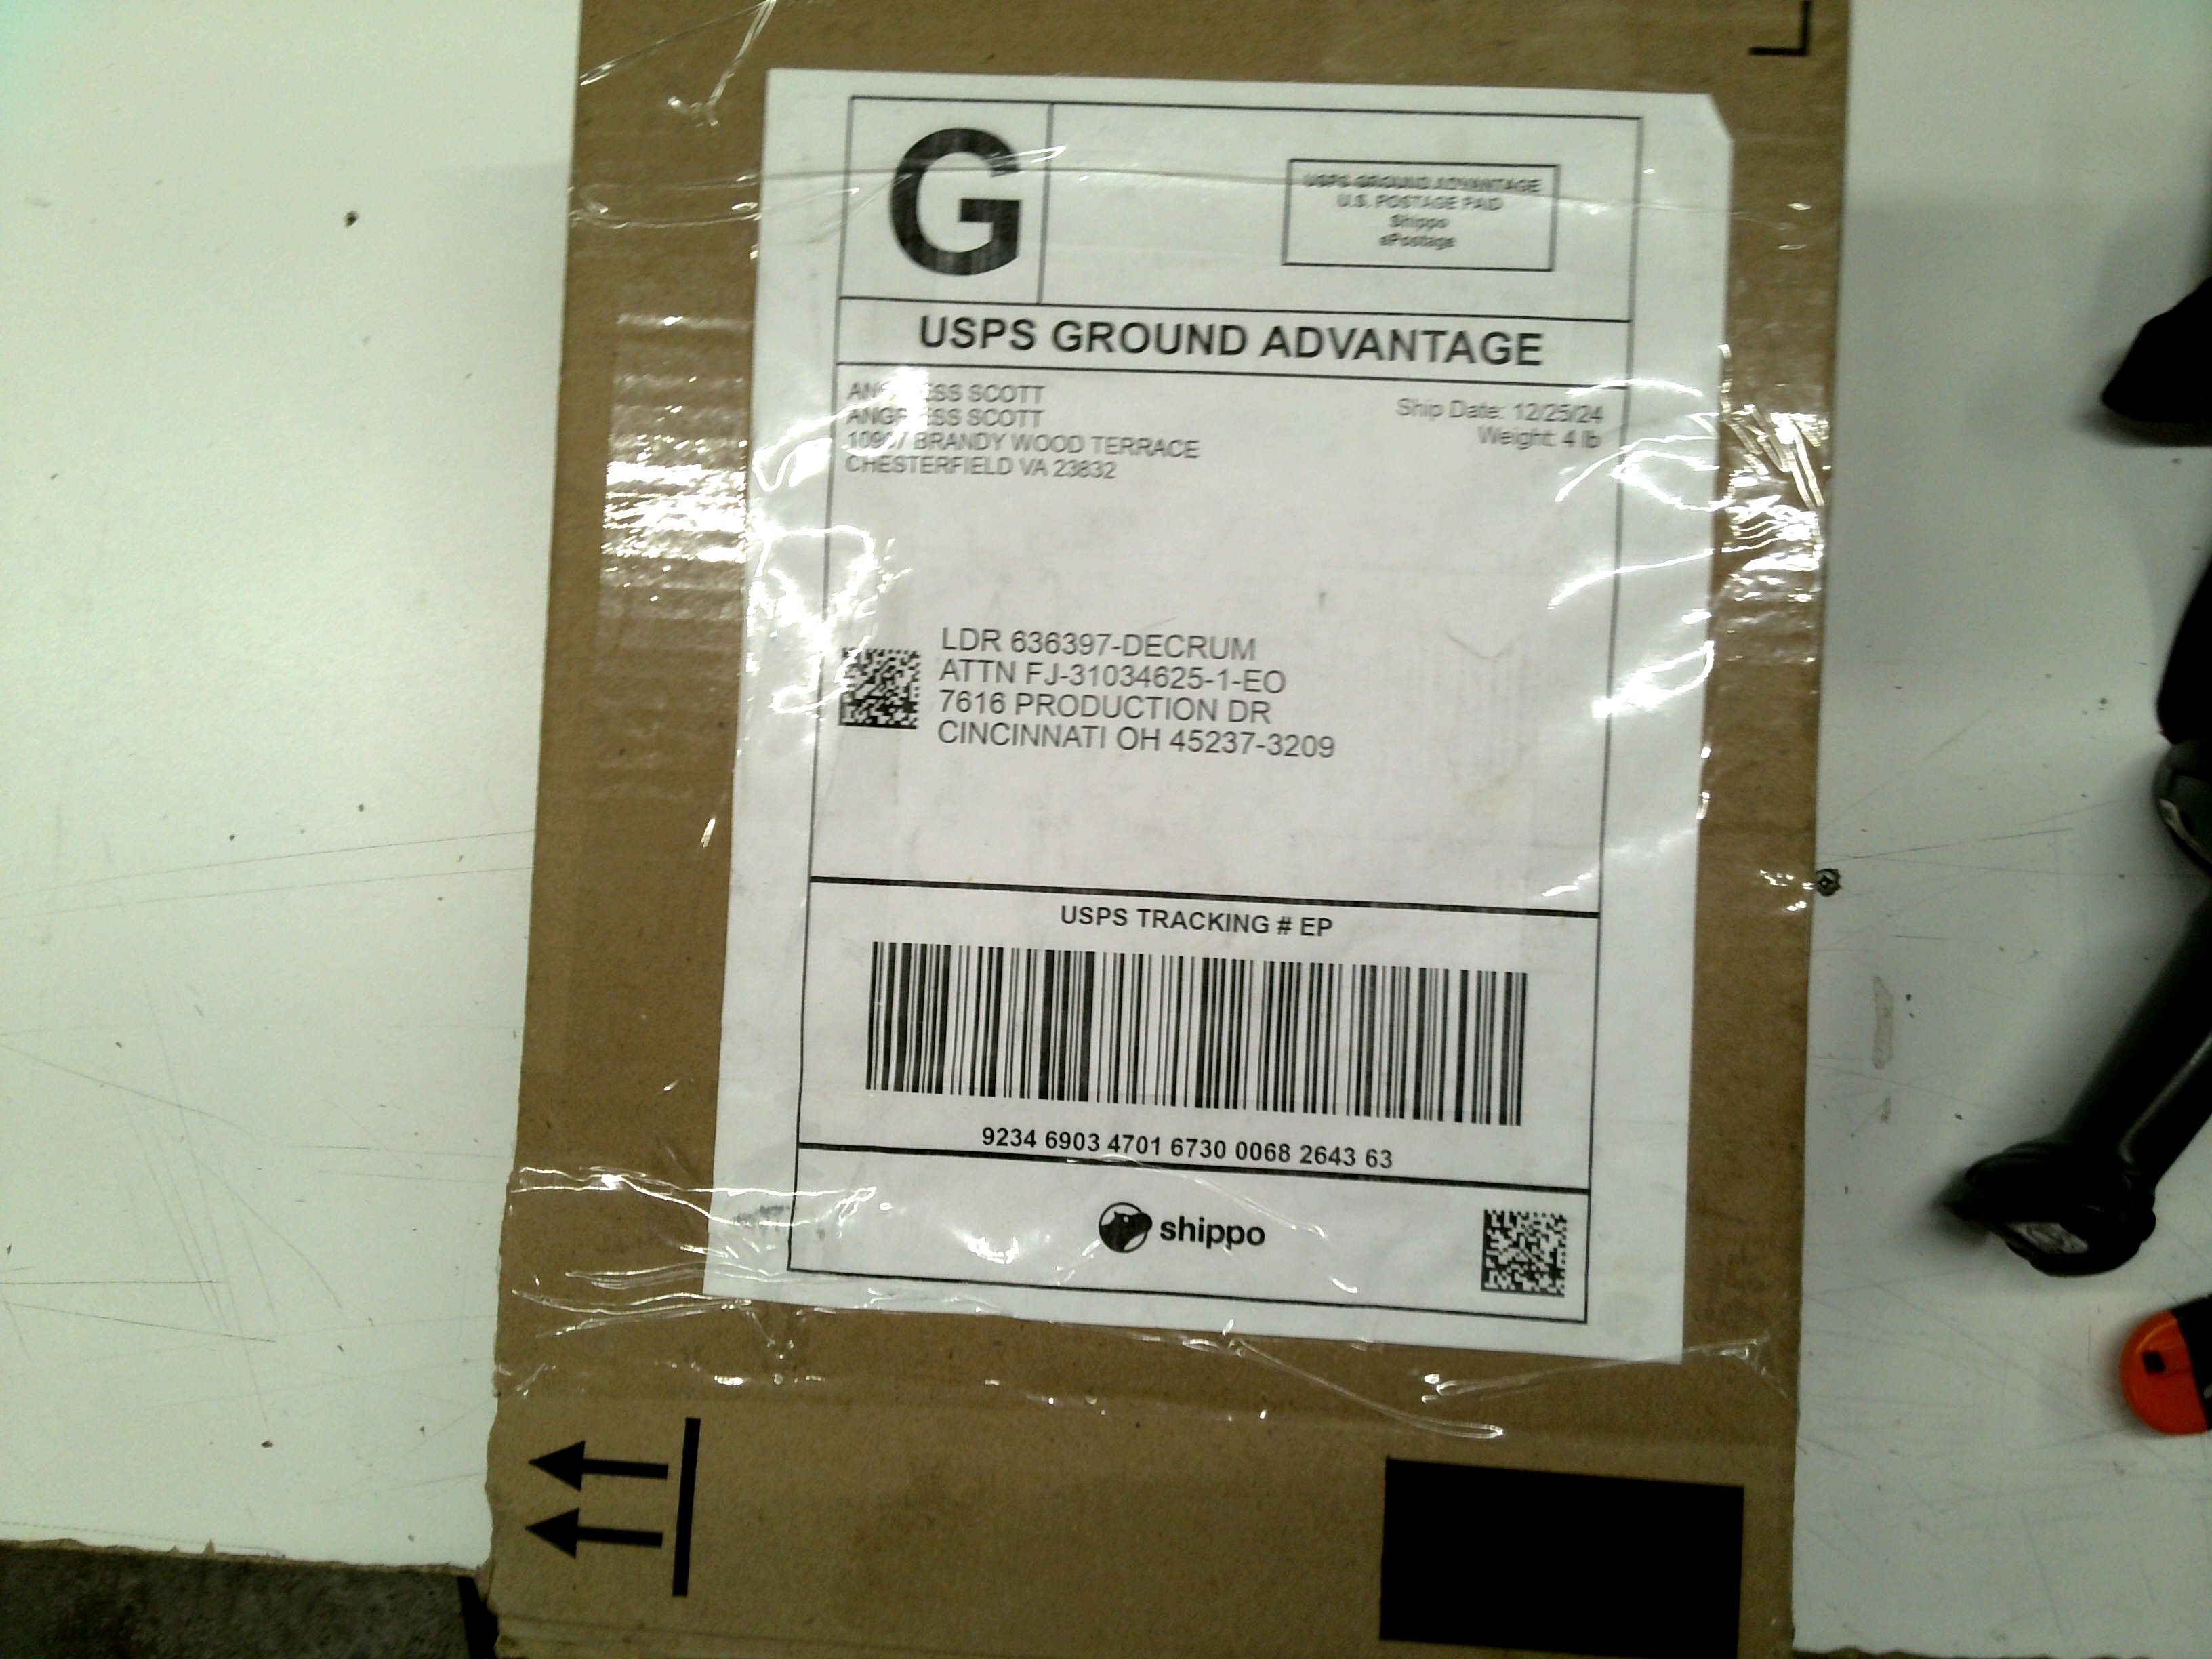 G
USPS GROUND ADVANTAGE
U.S. POSTAGE PAID
Shippo
ePostage
USPS GROUND ADVANTAGE
SCOTT
SCOTT
BRANDY WOOD TERRACE
CHESTERFIELD VA 23832
Ship Date: 12/25/24
Weight: 4 lb
LDR 636397-DECRUM
ATTN FJ-31034625-1-EO
7616 PRODUCTION DR
CINCINNATI OH 45237-3209
USPS TRACKING # EP
9234 6903 4701 6730 0068 2643 63
shippo